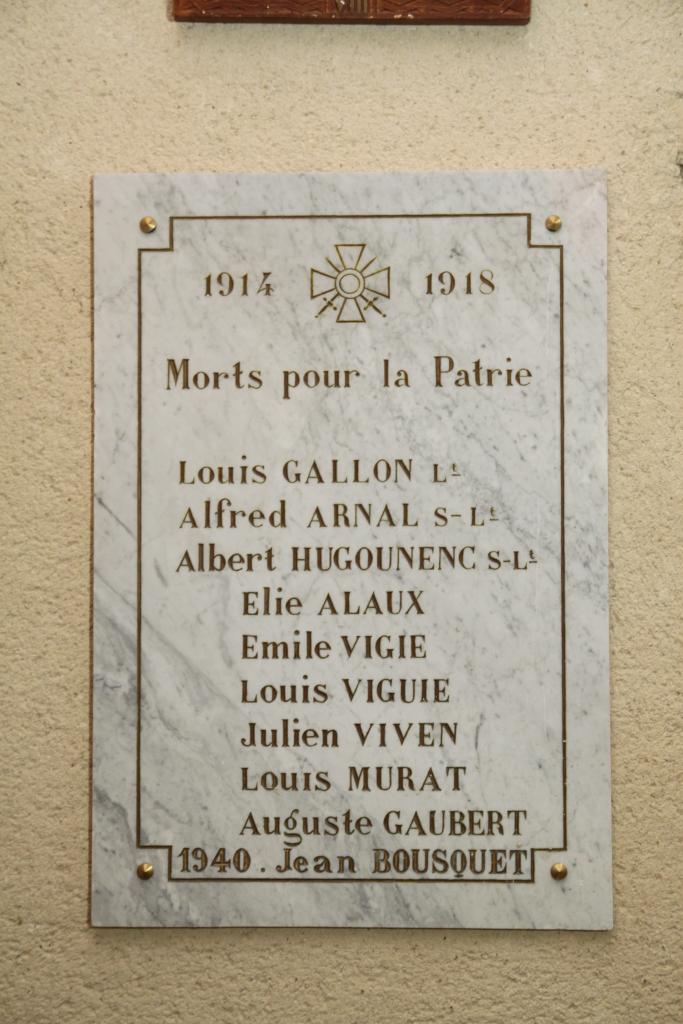 VIII
1914 1918
Morts pour la Patrie
Louis GALLON Lt
Alfred ARNAL S-Lt
Albert HUGOUNENC S-Lt
Elie ALAUX
Emile VIGIE
Louis VIGUIE
Julien VIVEN
Louis MURAT
Auguste GAUBERT
1940. Jean BOUSQUET